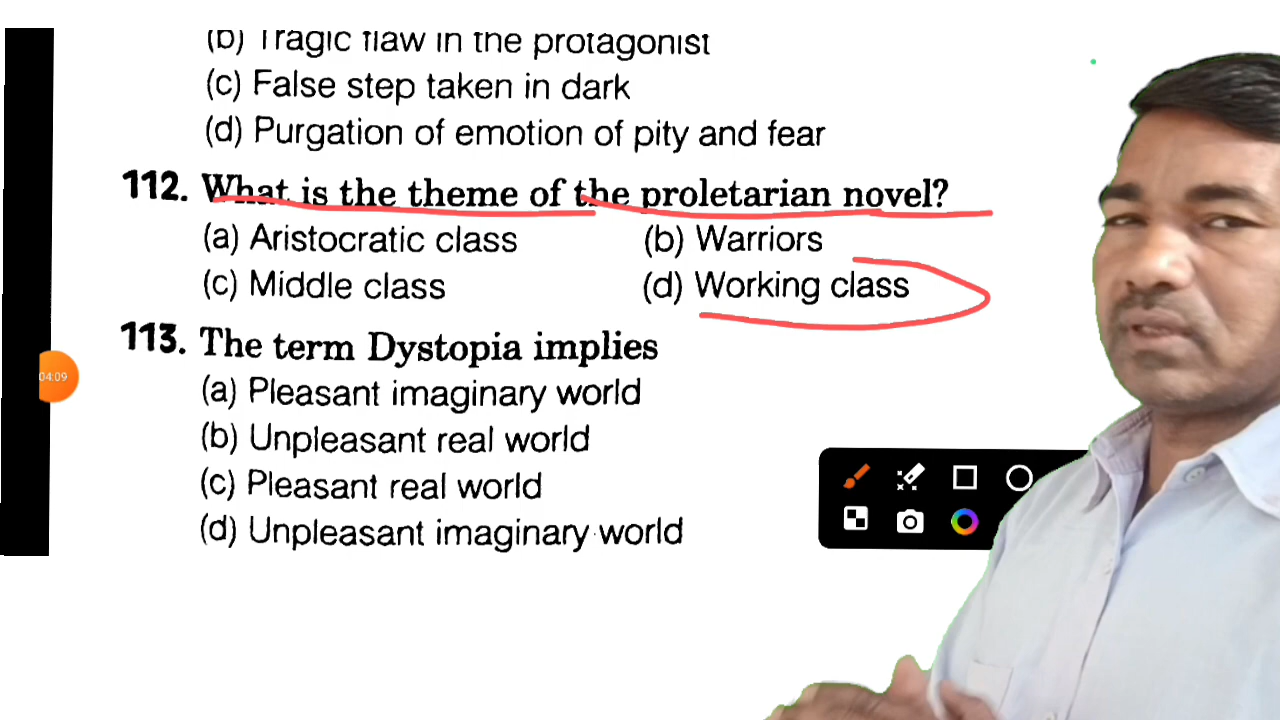 (b) Tragic flaw in the protagonist
(c) False step taken in dark
(d) Purgation of emotion of pity and fear
112. What is the theme of the proletarian novel?
(a) Aristocratic class (b) Warriors
(c) Middle class (d) Working class
113. The term Dystopia implies
04:09
(a) Pleasant imaginary world
(b) Unpleasant real world
(c) Pleasant real world
(d) Unpleasant imaginary world